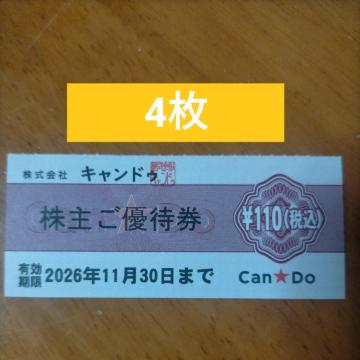 4枚
株式会社 キャンドゥ
株主ご優待券
¥110(税込)
有効期限 2026年11月30日まで
Can★Do